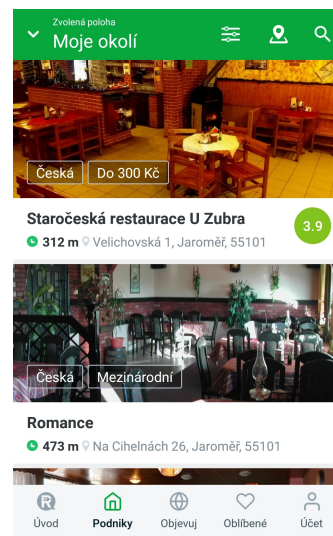 Zvolená poloha
Moje okolí
Česká Do 300 Kč
Staročeská restaurace U Zubra
3.9
312 m Velichovská 1, Jaroměř, 55101
Česká Mezinárodní
Romance
473 m Na Cihelnách 26, Jaroměř, 55101
Úvod Podniky Objevuj Oblíbené Účet